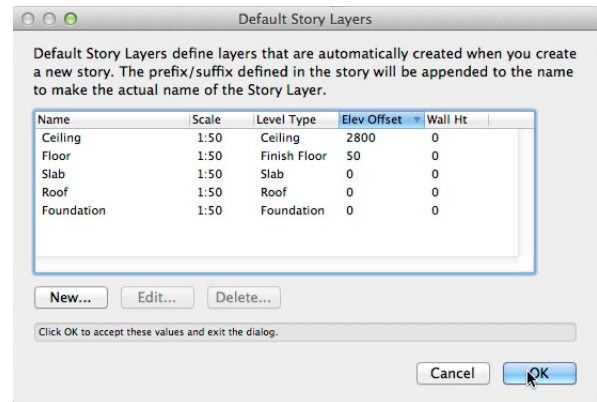 Default Story Layers
Default Story Layers define layers that are automatically created when you create
a new story. The prefix/suffix defined in the story will be appended to the name
to make the actual name of the Story Layer.
Name Scale Level Type Elev Offset Wall Ht
Ceiling 1:50 Ceiling 2800 0
Floor 1:50 Finish Floor 50 0
Slab 1:50 Slab 0 0
Roof 1:50 Roof 0 0
Foundation 1:50 Foundation 0 0
New... Edit... Delete...
Click OK to accept these values and exit the dialog.
Cancel OK